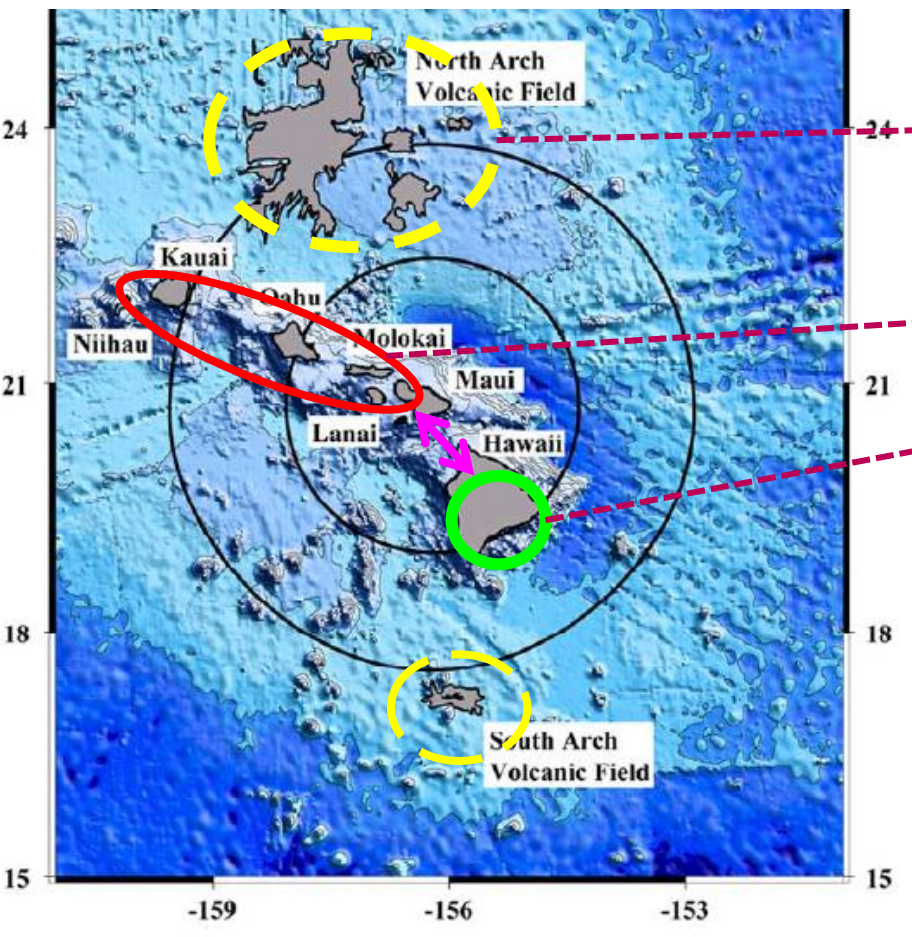 North Arch
Volcanic Field
24
24
Kauai
Oahu
Niihau
Molokai
21
Maui
21
Lanai
Hawaii
18
18
South Arch
Volcanic Field
15
15
-159
-156
-153